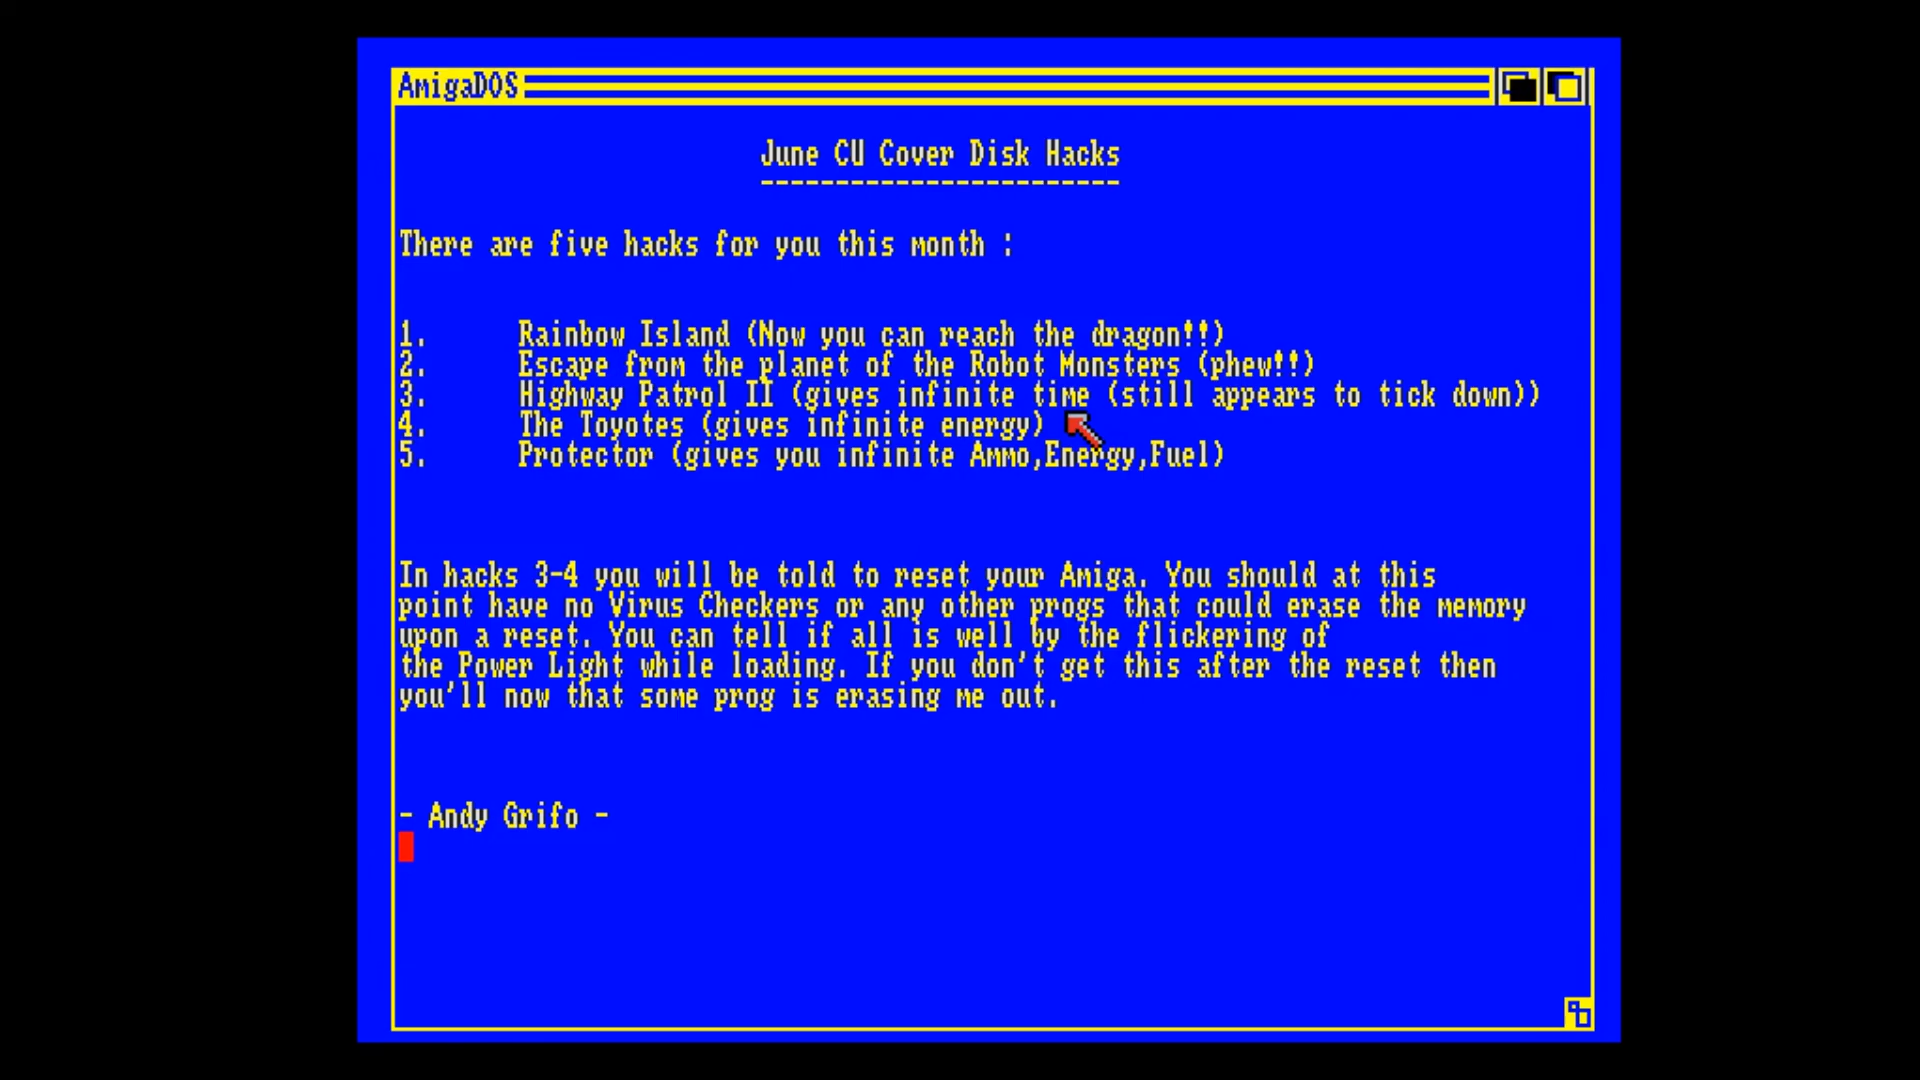 AmigaDOS
June CU Cover Disk Hacks
------------------------
There are five hacks for you this month :
1. Rainbow Island (Now you can reach the dragon!!)
2. Escape from the planet of the Robot Monsters (phew!!)
3. Highway Patrol II (gives infinite time (still appears to tick down))
4. The Toyotes (gives infinite energy)
5. Protector (gives you infinite Ammo,Energy,Fuel)
In hacks 3-4 you will be told to reset your Amiga. You should at this
point have no Virus Checkers or any other progs that could erase the memory
upon a reset. You can tell if all is well by the flickering of
the Power Light while loading. If you don't get this after the reset then
you'll now that some prog is erasing me out.
- Andy Grifo -